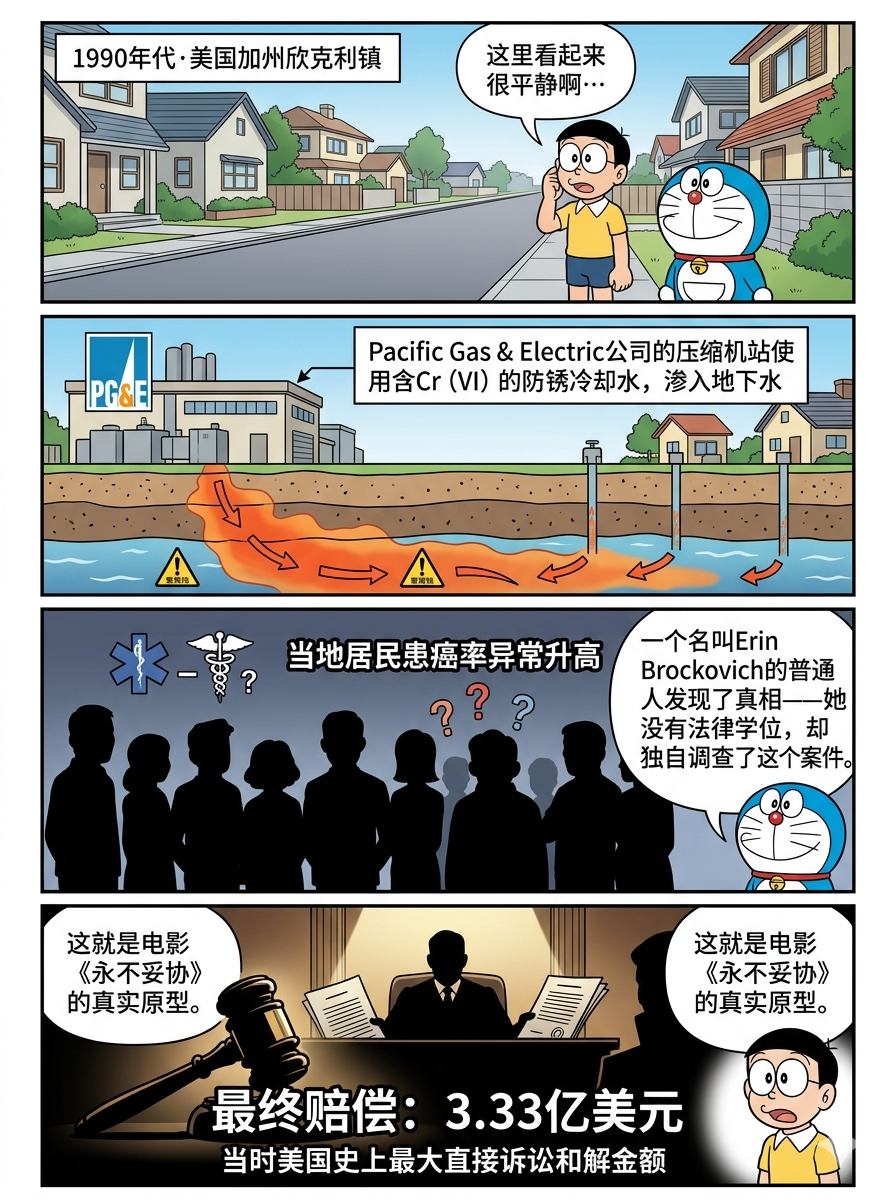 1990年代·美国加州欣克利镇
这里看起来
很平静啊…
PG&E
Pacific Gas & Electric公司的压缩机站使
用含Cr（VI）的防锈冷却水，渗入地下水
当地居民患癌率异常升高
?
? ? ?
一个名叫Erin
Brockovich的普通
人发现了真相——她
没有法律学位，却
独自调查了这个案件。
这就是电影
《永不妥协》
的真实原型。
这就是电影
《永不妥协》
的真实原型。
最终赔偿：3.33亿美元
当时美国史上最大直接诉讼和解金额